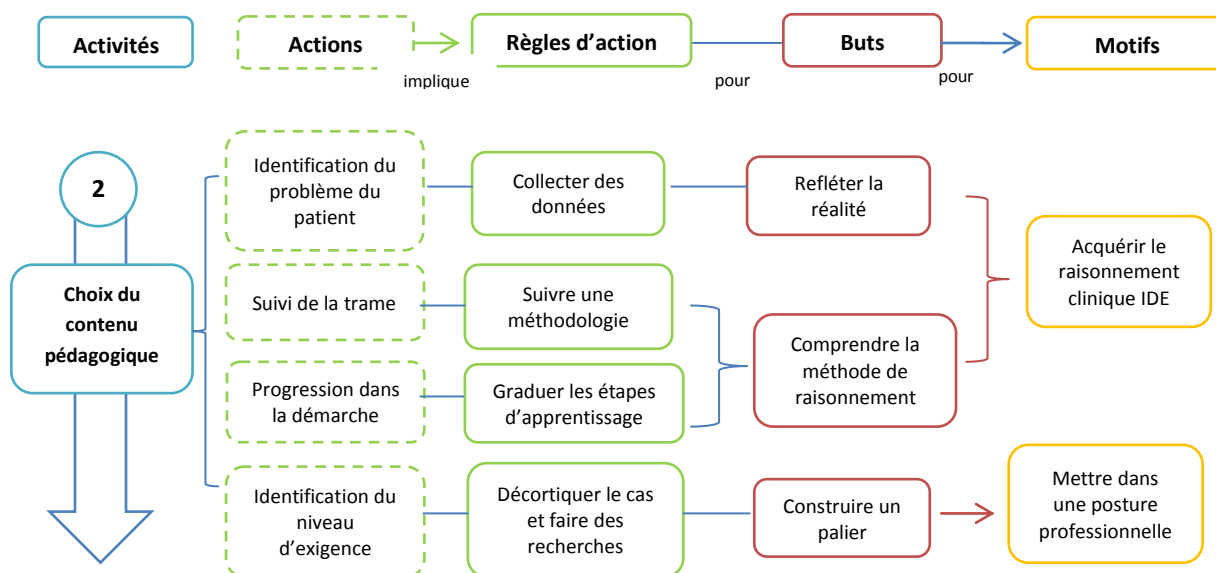 Activités
Actions
implique
Règles d’action
pour
Buts
pour
Motifs
2
Choix du
contenu
pédagogique
Identification du
problème du
patient
Collecter des
données
Refléter la
réalité
Acquérir le
raisonnement
clinique IDE
Suivi de la trame
Suivre une
méthodologie
Comprendre la
méthode de
raisonnement
Progression dans
la démarche
Graduer les étapes
d’apprentissage
Identification du
niveau
d’exigence
Décortiquer le cas
et faire des
recherches
Construire un
palier
Mettre dans
une posture
professionnelle